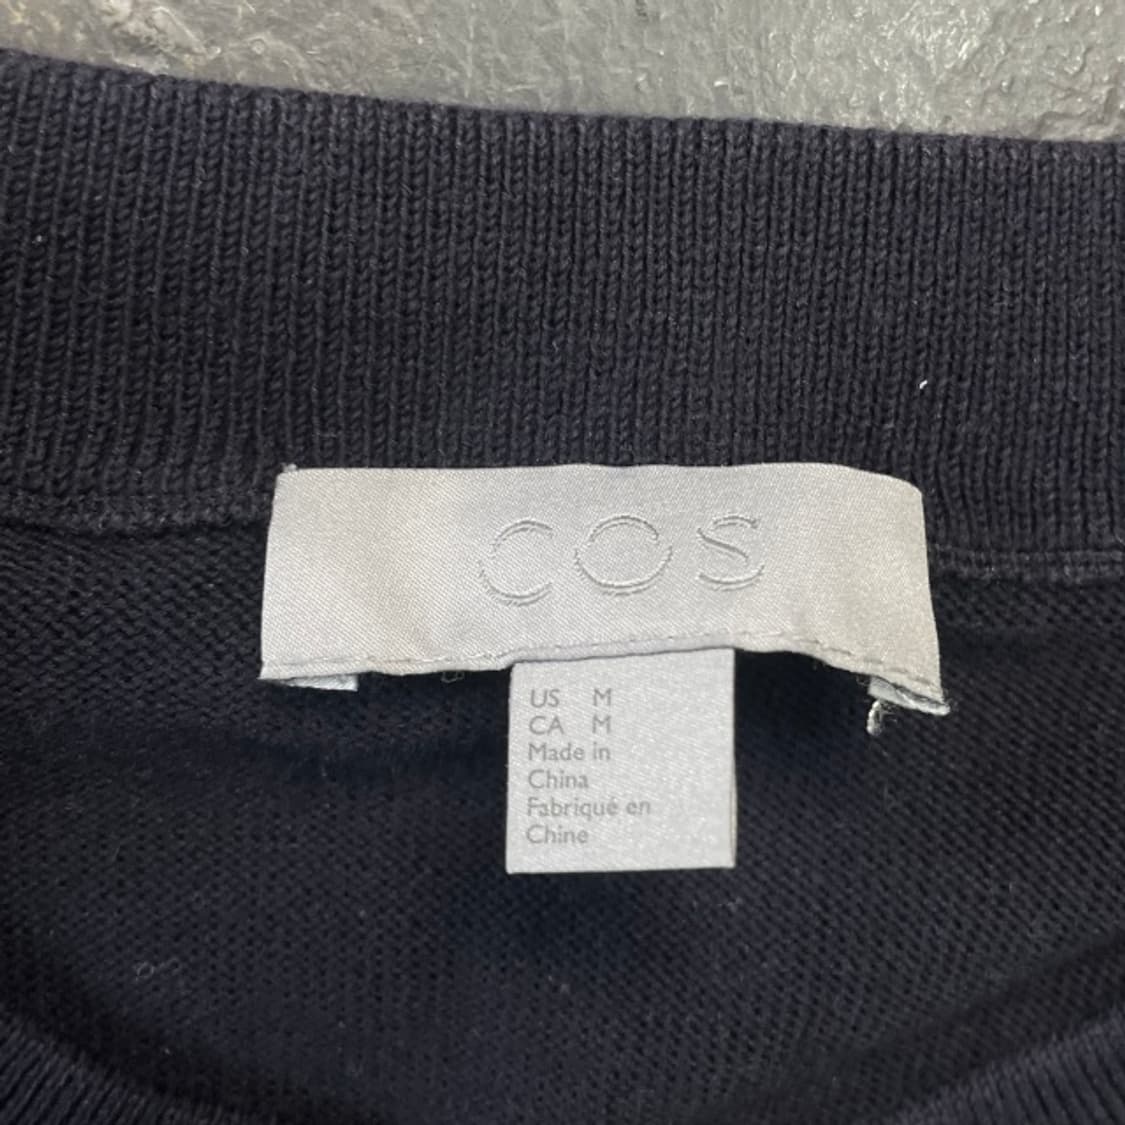 COS
US M
CA M
Made in
China
Fabriqué en
Chine